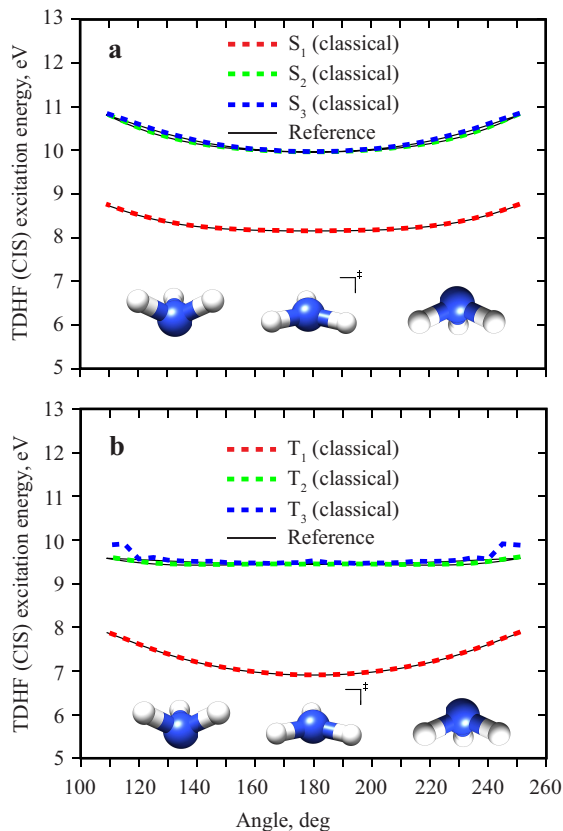 a
S1 (classical)
S2 (classical)
S3 (classical)
Reference
13
12
11
10
9
8
7
6
5
TDHF (CIS) excitation energy, eV
‡
b
T1 (classical)
T2 (classical)
T3 (classical)
Reference
13
12
11
10
9
8
7
6
5
TDHF (CIS) excitation energy, eV
‡
100 120 140 160 180 200 220 240 260
Angle, deg